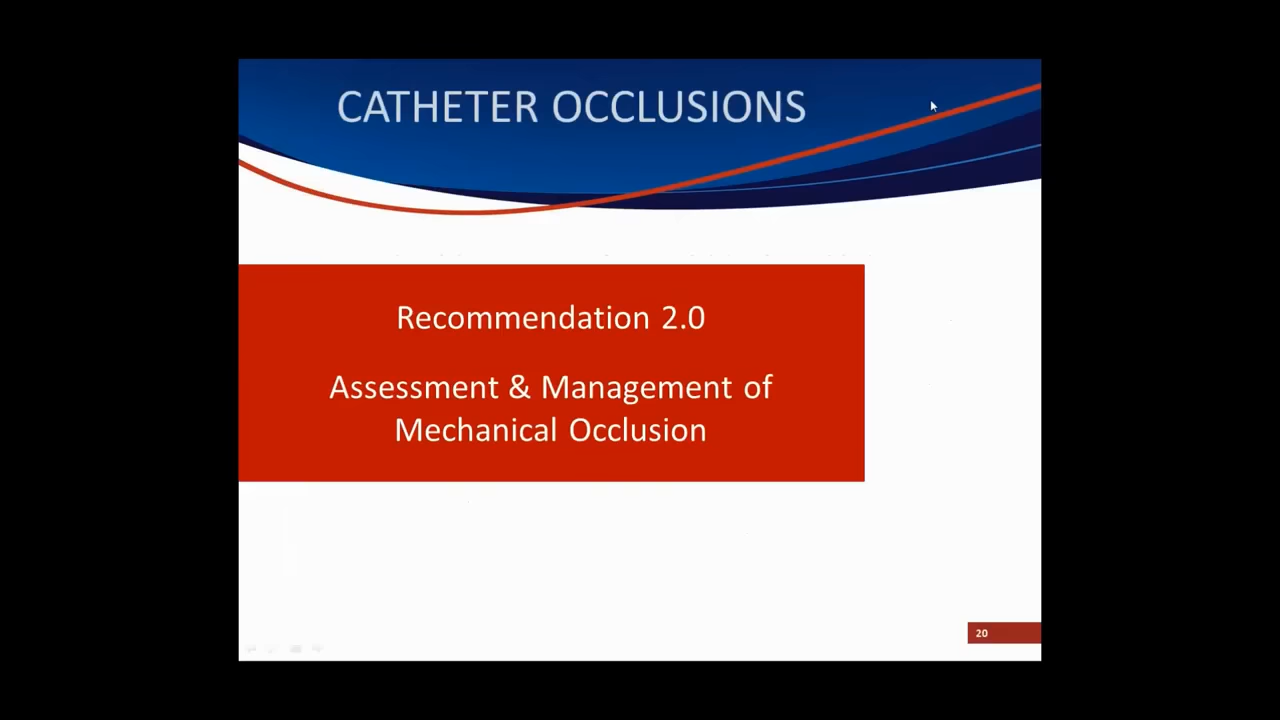 CATHETER OCCLUSIONS
Recommendation 2.0
Assessment & Management of
Mechanical Occlusion
20